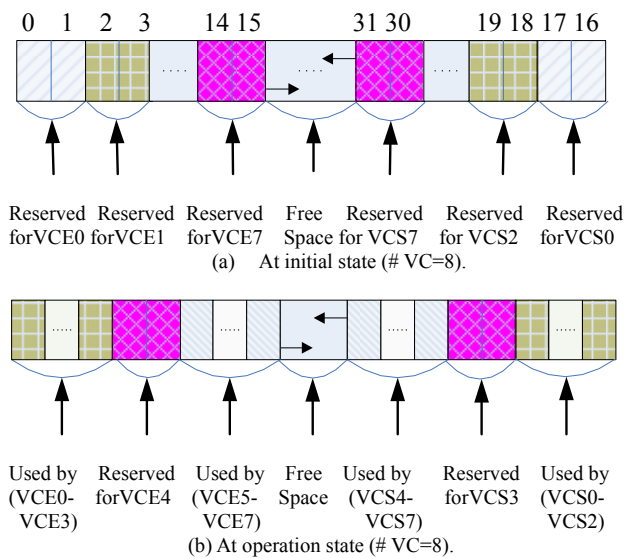 0 1 2 3 14 15 31 30 19 18 17 16
..... ..... .....
Reserved Reserved Reserved Free Reserved Reserved Reserved
forVCE0 forVCE1 forVCE7 Space for VCS7 for VCS2 forVCS0
(a) At initial state (# VC=8).
..... ..... ..... .....
Used by Reserved Used by Free Used by Reserved Used by
(VCE0- forVCE4 (VCE5- Space (VCS4- forVCS3 (VCS0-
VCE3) VCE7) VCS7) VCS2)
(b) At operation state (# VC=8).